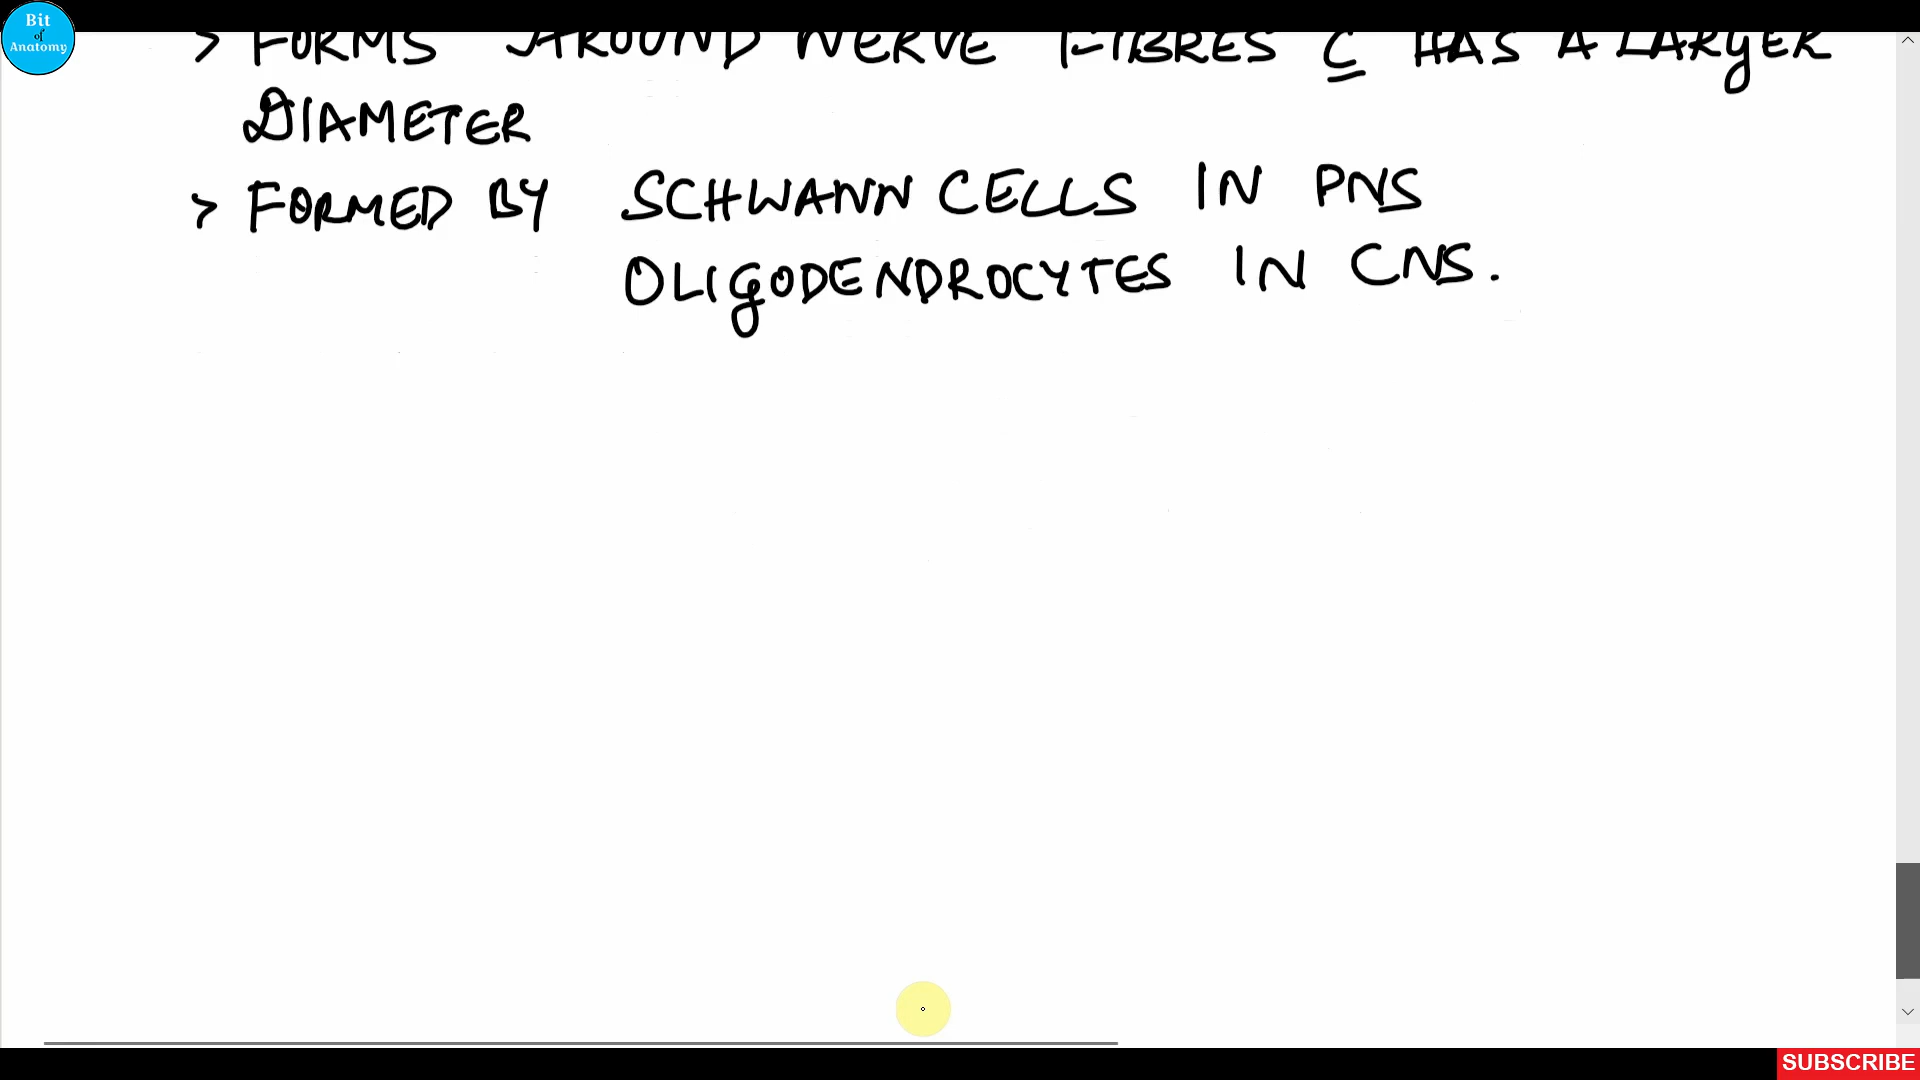 Bit
of
Anatomy
> FORMS AROUND NERVE FIBRES C HAS A LARGER
DIAMETER
> FORMED BY SCHWANN CELLS IN PNS
OLIGODENDROCYTES IN CNS.
SUBSCRIBE